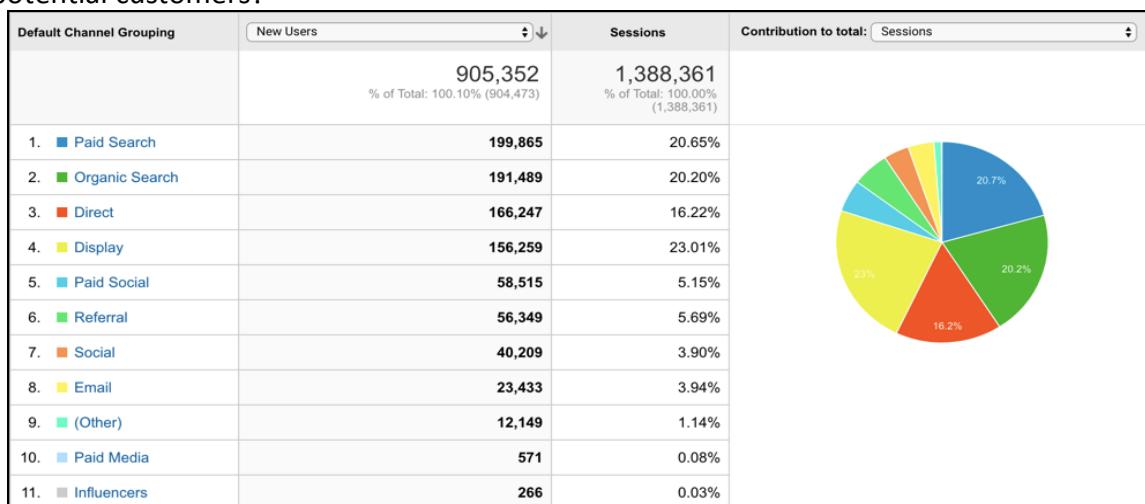 potential customers?
Default Channel Grouping New Users Sessions Contribution to total: Sessions
905,352 1,388,361
% of Total: 100.10% (904,473) % of Total: 100.00%
(1,388,361)
1. Paid Search 199,865 20.65%
2. Organic Search 191,489 20.20%
3. Direct 166,247 16.22%
4. Display 156,259 23.01%
5. Paid Social 58,515 5.15%
6. Referral 56,349 5.69%
7. Social 40,209 3.90%
8. Email 23,433 3.94%
9. (Other) 12,149 1.14%
10. Paid Media 571 0.08%
11. Influencers 266 0.03%
20.7%
20.2%
23%
16.2%